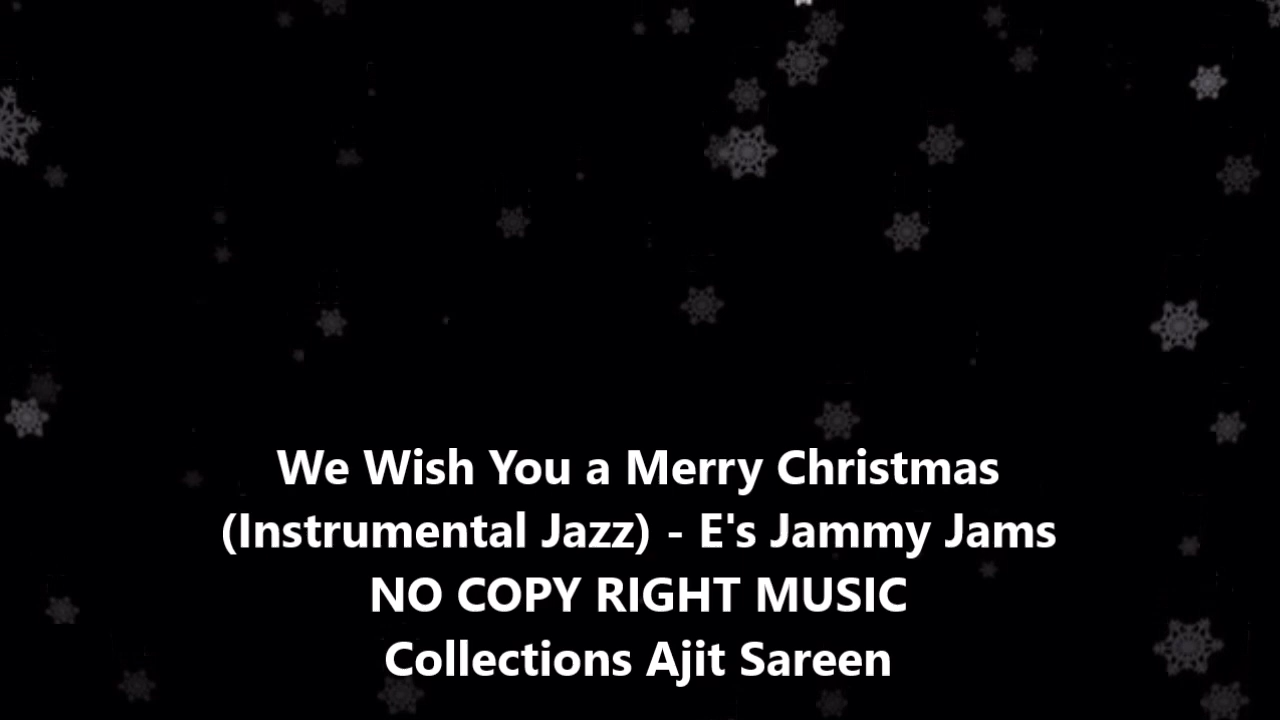 We Wish You a Merry Christmas
(Instrumental Jazz) - E's Jammy Jams
NO COPY RIGHT MUSIC
Collections Ajit Sareen